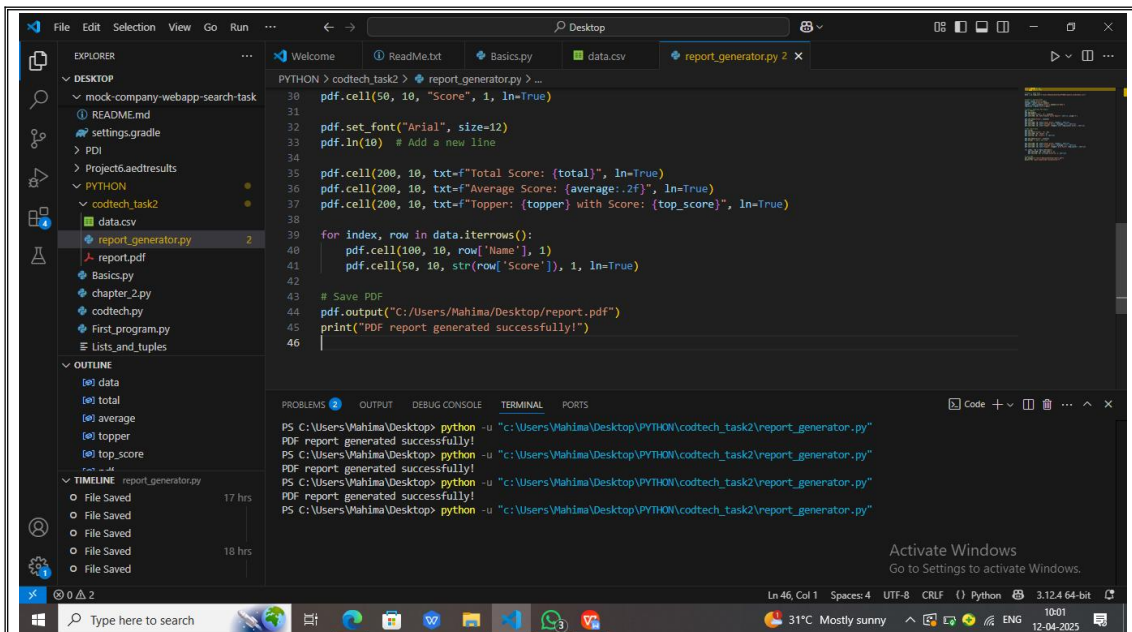 File Edit Selection View Go Run ... Desktop
EXPLORER ...
DESKTOP
mock-company-webapp-search-task
README.md
settings.gradle
PDI
Project6.aedtresults
PYTHON
codtech_task2
data.csv
report_generator.py 2
report.pdf
Basics.py
chapter_2.py
codtech.py
First_program.py
Lists_and_tuples
OUTLINE
data
total
average
topper
top_score
TIMELINE report_generator.py
File Saved 17 hrs
File Saved
File Saved
File Saved 18 hrs
File Saved
Welcome ReadMe.txt Basics.py data.csv report_generator.py 2
PYTHON > codtech_task2 > report_generator.py > ...
30 pdf.cell(50, 10, "Score", 1, ln=True)
31
32 pdf.set_font("Arial", size=12)
33 pdf.ln(10) # Add a new line
34
35 pdf.cell(200, 10, txt=f"Total Score: {total}", ln=True)
36 pdf.cell(200, 10, txt=f"Average Score: {average:.2f}", ln=True)
37 pdf.cell(200, 10, txt=f"Topper: {topper} with Score: {top_score}", ln=True)
38
39 for index, row in data.iterrows():
40 pdf.cell(100, 10, row['Name'], 1)
41 pdf.cell(50, 10, str(row['Score']), 1, ln=True)
42
43 # Save PDF
44 pdf.output("C:/Users/Mahima/Desktop/report.pdf")
45 print("PDF report generated successfully!")
46
PROBLEMS 2 OUTPUT DEBUG CONSOLE TERMINAL PORTS Code
PS C:\Users\Mahima\Desktop> python -u "c:\Users\Mahima\Desktop\PYTHON\codtech_task2\report_generator.py"
PDF report generated successfully!
PS C:\Users\Mahima\Desktop> python -u "c:\Users\Mahima\Desktop\PYTHON\codtech_task2\report_generator.py"
PDF report generated successfully!
PS C:\Users\Mahima\Desktop> python -u "c:\Users\Mahima\Desktop\PYTHON\codtech_task2\report_generator.py"
PDF report generated successfully!
PS C:\Users\Mahima\Desktop> python -u "c:\Users\Mahima\Desktop\PYTHON\codtech_task2\report_generator.py"
Activate Windows
Go to Settings to activate Windows.
0 2 Ln 46, Col 1 Spaces: 4 UTF-8 CRLF {} Python 3.12.4 64-bit
Type here to search 31°C Mostly sunny ENG 10:01
12-04-2025